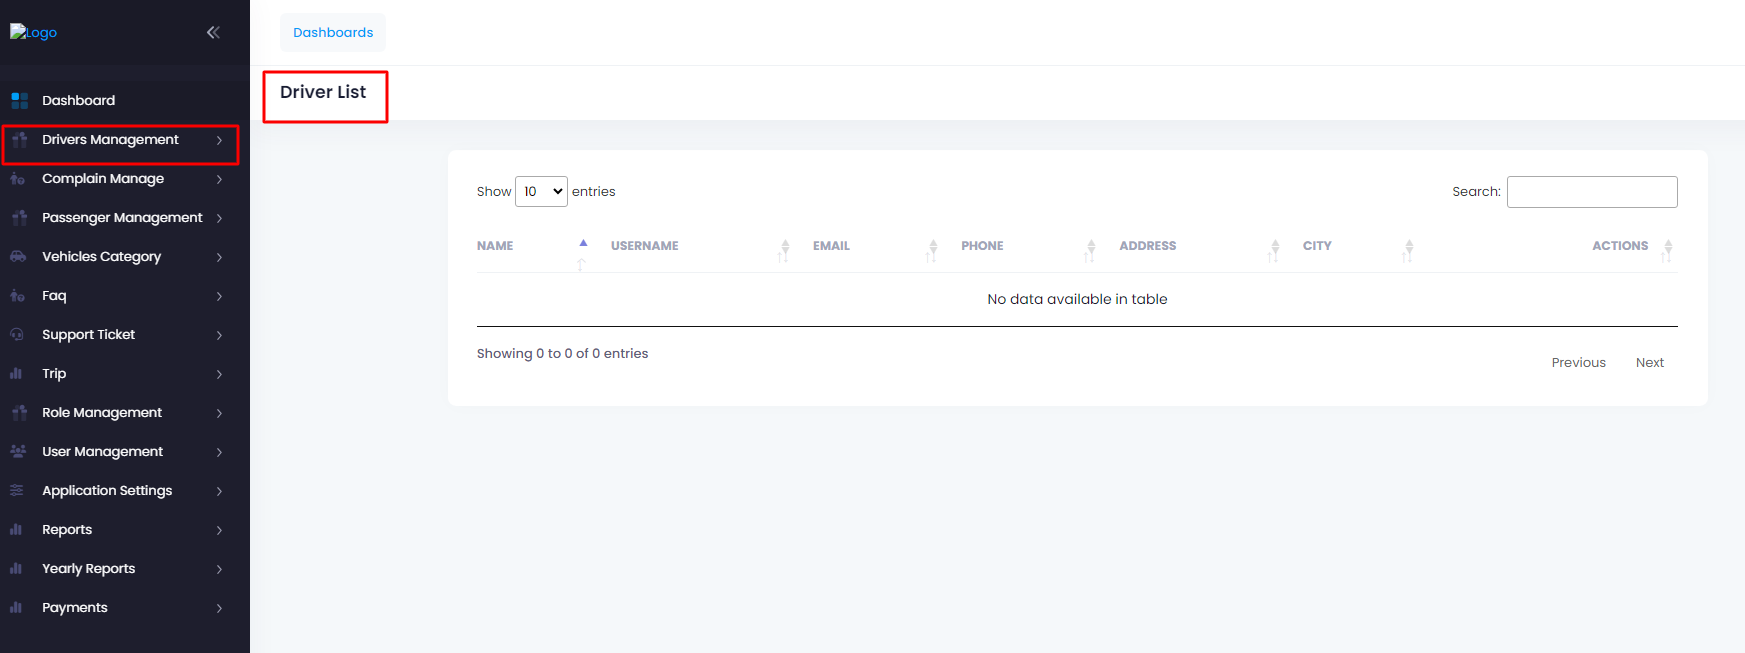 Logo
Dashboards
Dashboard
Drivers Management
Complain Manage
Passenger Management
Vehicles Category
Faq
Support Ticket
Trip
Role Management
User Management
Application Settings
Reports
Yearly Reports
Payments
Driver List
Show 10 entries
Search:
NAME USERNAME EMAIL PHONE ADDRESS CITY ACTIONS
No data available in table
Showing 0 to 0 of 0 entries
Previous Next